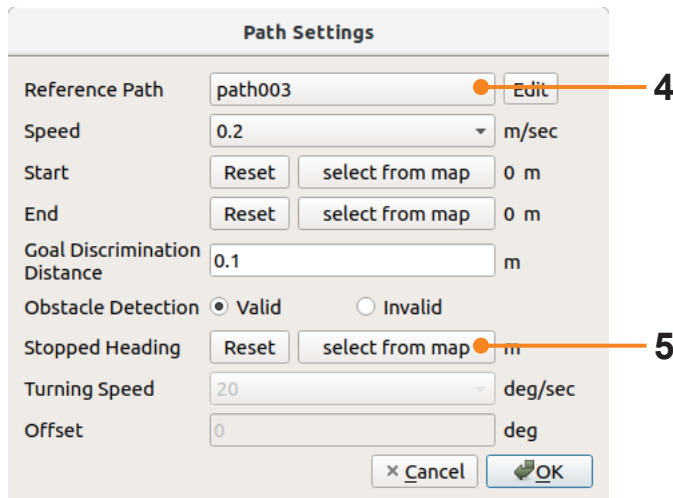 Path Settings
Reference Path path003 Edit 4
Speed 0.2 m/sec
Start Reset select from map 0 m
End Reset select from map 0 m
Goal Discrimination
Distance 0.1 m
Obstacle Detection Valid Invalid
Stopped Heading Reset select from map m 5
Turning Speed 20 deg/sec
Offset 0 deg
Cancel OK